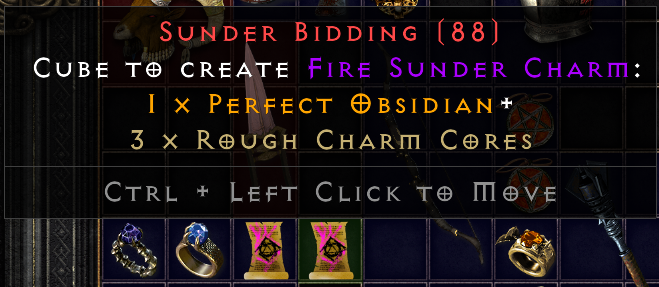 Sunder Bidding (88)
Cube to create Fire Sunder Charm:
1 x Perfect Obsidian+
3 x Rough Charm Cores
Ctrl + Left Click to Move